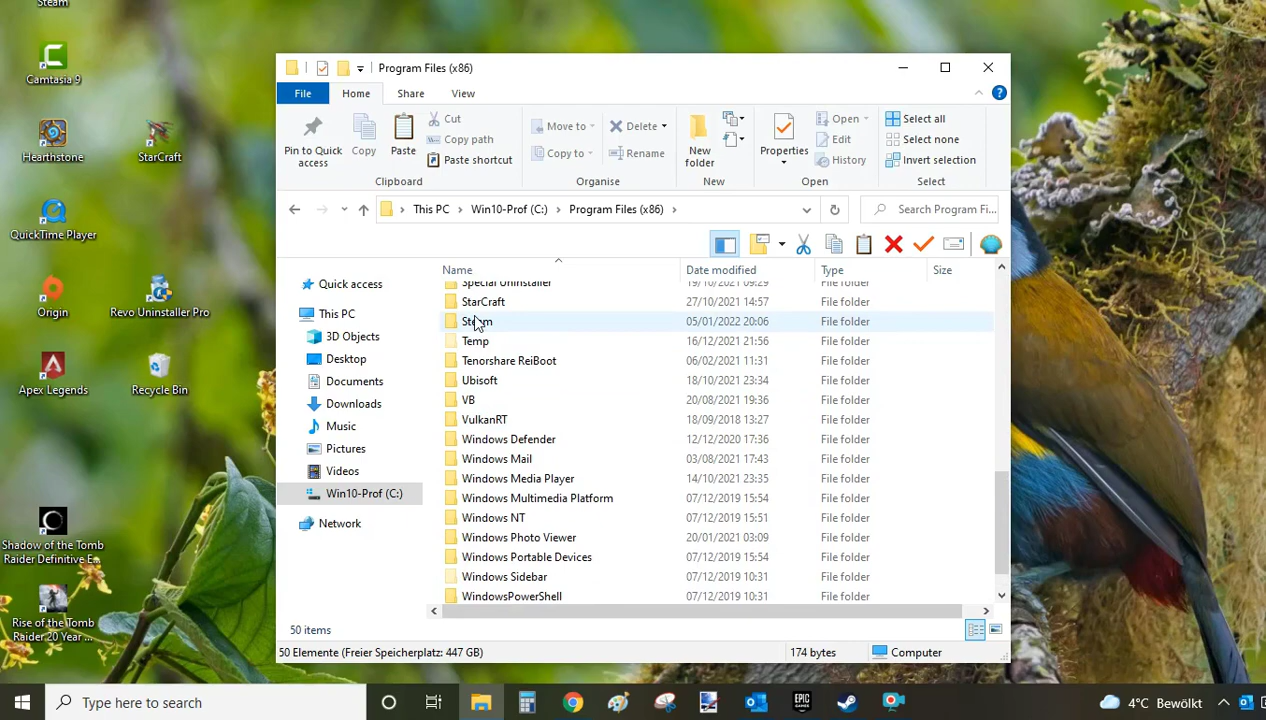 Steam
Camtasia 9
Hearthstone
StarCraft
QuickTime Player
Origin
Revo Uninstaller Pro
Apex Legends
Recycle Bin
Shadow of the Tomb
Raider Definitive E...
Rise of the Tomb
Raider 20 Year ...
Program Files (x86)
File
Home
Share
View
Pin to Quick
access
Copy
Paste
Cut
Copy path
Paste shortcut
Clipboard
Move to
Copy to
Delete
Rename
Organise
New
folder
New
Properties
Open
Edit
History
Open
Select all
Select none
Invert selection
Select
This PC > Win10-Prof (C:) > Program Files (x86) >
Search Program Fi...
Quick access
This PC
3D Objects
Desktop
Documents
Downloads
Music
Pictures
Videos
Win10-Prof (C:)
Network
Name Date modified Type Size
Special Uninstaller 19/10/2021 09:29 File folder
StarCraft 27/10/2021 14:57 File folder
Steam 05/01/2022 20:06 File folder
Temp 16/12/2021 21:56 File folder
Tenorshare ReiBoot 06/02/2021 11:31 File folder
Ubisoft 18/10/2021 23:34 File folder
VB 20/08/2021 19:36 File folder
VulkanRT 18/09/2018 13:27 File folder
Windows Defender 12/12/2020 17:36 File folder
Windows Mail 03/08/2021 17:43 File folder
Windows Media Player 14/10/2021 23:35 File folder
Windows Multimedia Platform 07/12/2019 15:54 File folder
Windows NT 07/12/2019 15:51 File folder
Windows Photo Viewer 20/01/2021 03:09 File folder
Windows Portable Devices 07/12/2019 15:54 File folder
Windows Sidebar 07/12/2019 10:31 File folder
WindowsPowerShell 07/12/2019 10:31 File folder
50 items
50 Elemente (Freier Speicherplatz: 447 GB) 174 bytes Computer
Type here to search
EPIC
GAMES
4°C Bewölkt